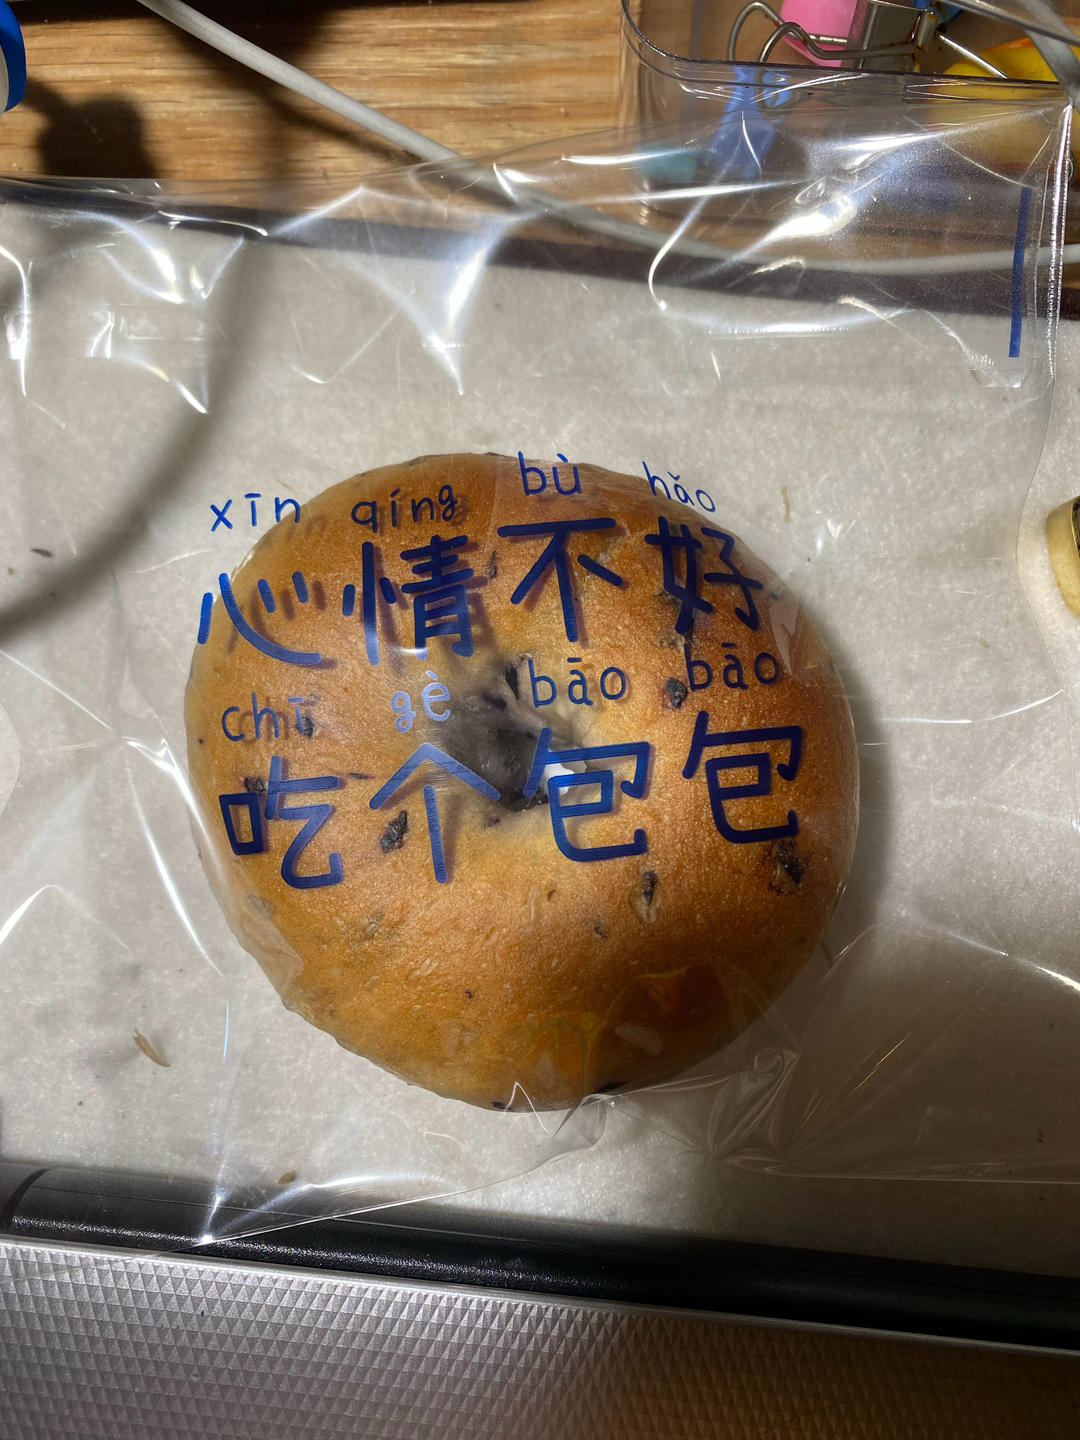 xīn qíng bù hǎo
心情不好
chī gè bāo bāo
吃个包包